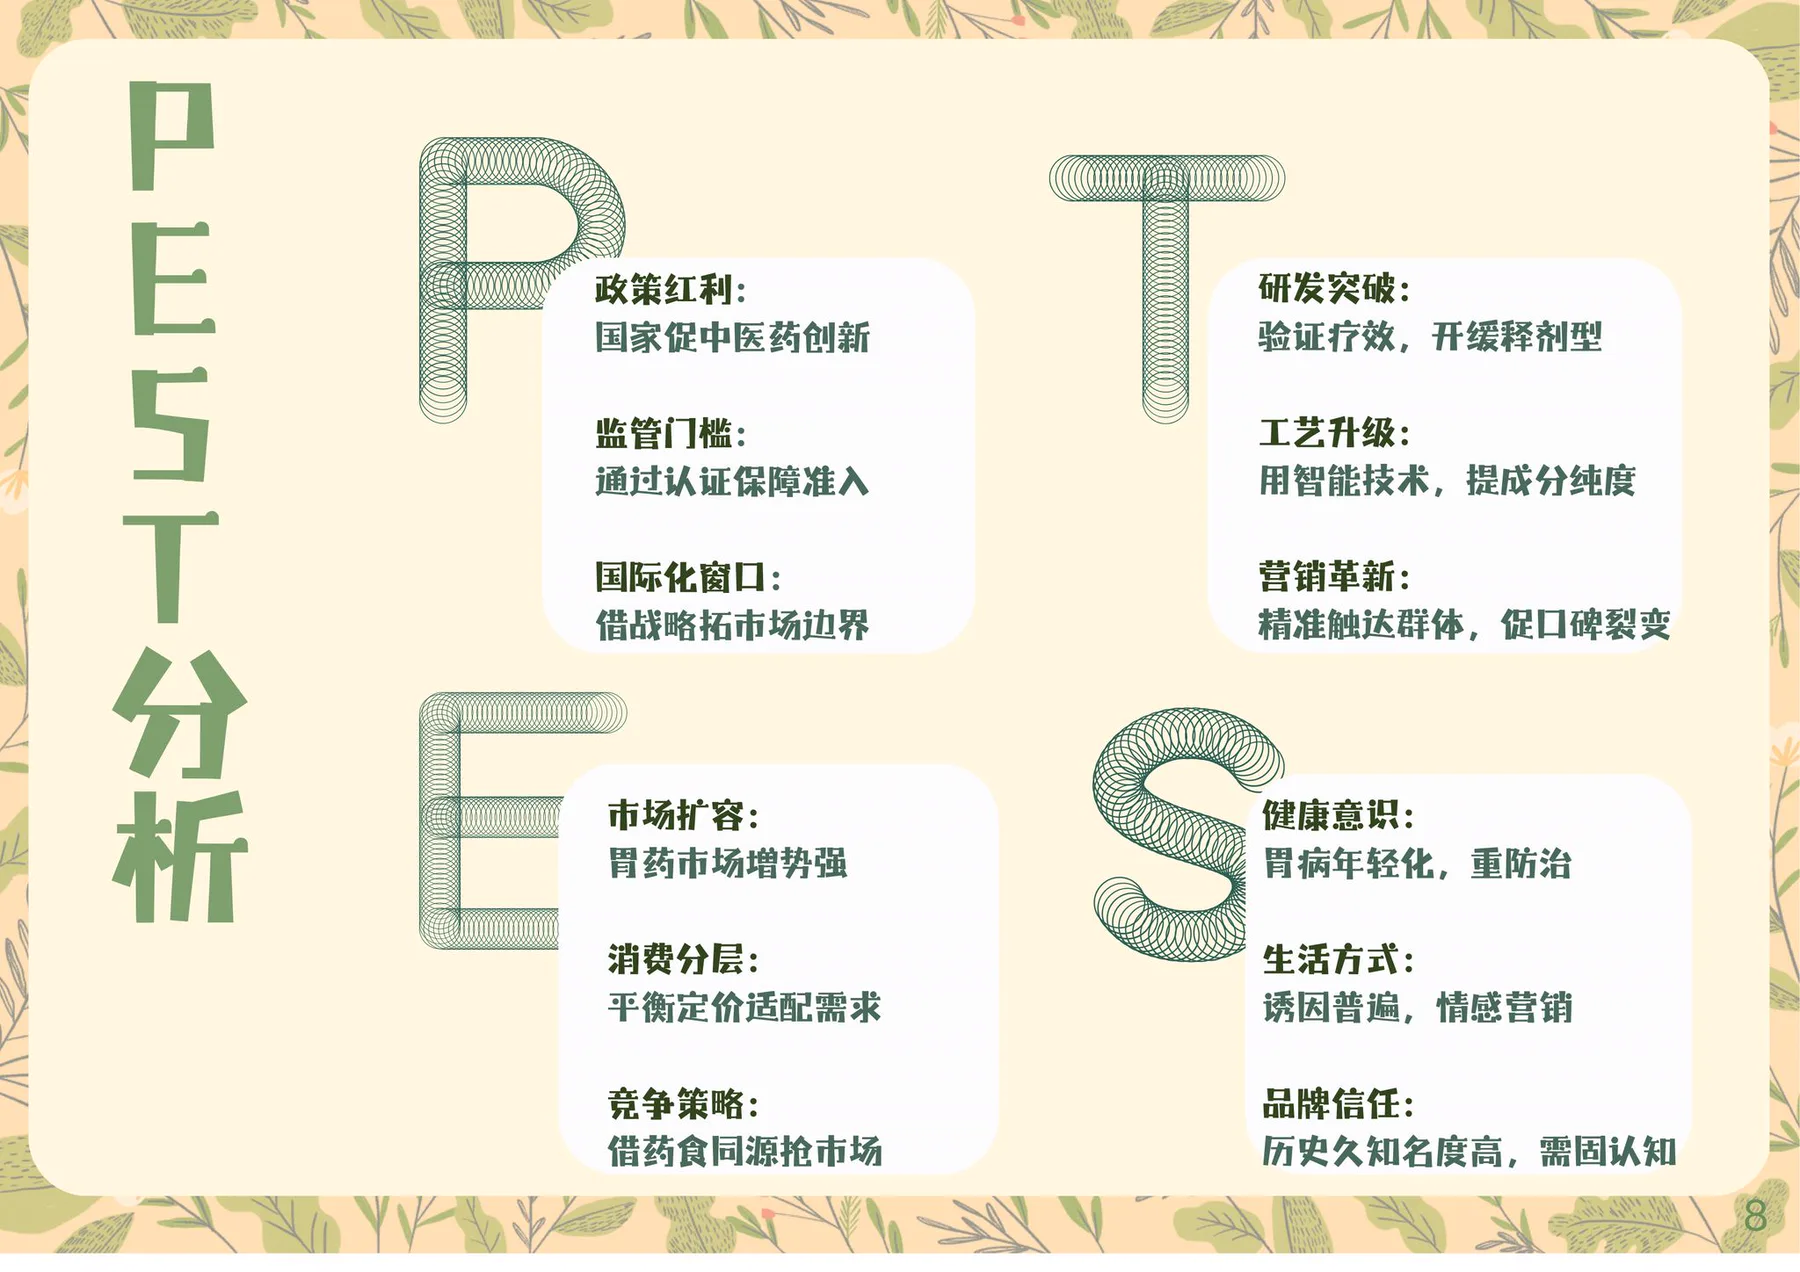 PEST分析
P
政策红利：
国家促中医药创新
监管门槛：
通过认证保障准入
国际化窗口：
借战略拓市场边界
T
研发突破：
验证疗效，开缓释剂型
工艺升级：
用智能技术，提成分纯度
营销革新：
精准触达群体，促口碑裂变
E
市场扩容：
胃药市场增势强
消费分层：
平衡定价适配需求
竞争策略：
借药食同源抢市场
S
健康意识：
胃病年轻化，重防治
生活方式：
诱因普遍，情感营销
品牌信任：
历史久知名度高，需固认知
8